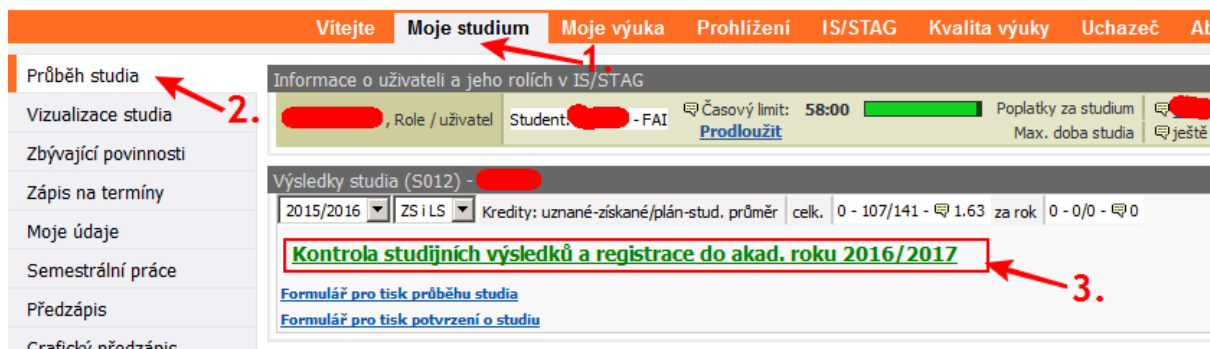 Vítejte Moje studium Moje výuka Prohlížení IS/STAG Kvalita výuky Uchazeč
1.
Průběh studia
2.
Vizualizace studia
Zbývající povinnosti
Zápis na termíny
Moje údaje
Semestrální práce
Předzápis
Grafický předzápis
Informace o uživateli a jeho rolích v IS/STAG
, Role / uživatel Student: - FAI Časový limit: 58:00 Poplatky za studium
Prodloužit Max. doba studia ještě
Výsledky studia (S012) -
2015/2016 ZS i LS Kredity: uznané-získané/plán-stud. průměr celk. 0 - 107/141 - 1.63 za rok 0 - 0/0 - 0
Kontrola studijních výsledků a registrace do akad. roku 2016/2017
3.
Formulář pro tisk průběhu studia
Formulář pro tisk potvrzení o studiu